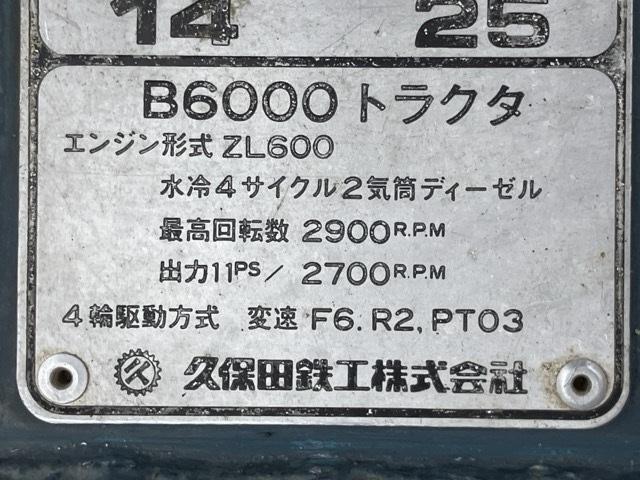 14 25
B6000トラクタ
エンジン形式 ZL600
水冷4サイクル2気筒ディーゼル
最高回転数 2900R.P.M
出力11PS/2700R.P.M
4輪駆動方式 変速 F6. R2, PTO3
久保田鉄工株式会社